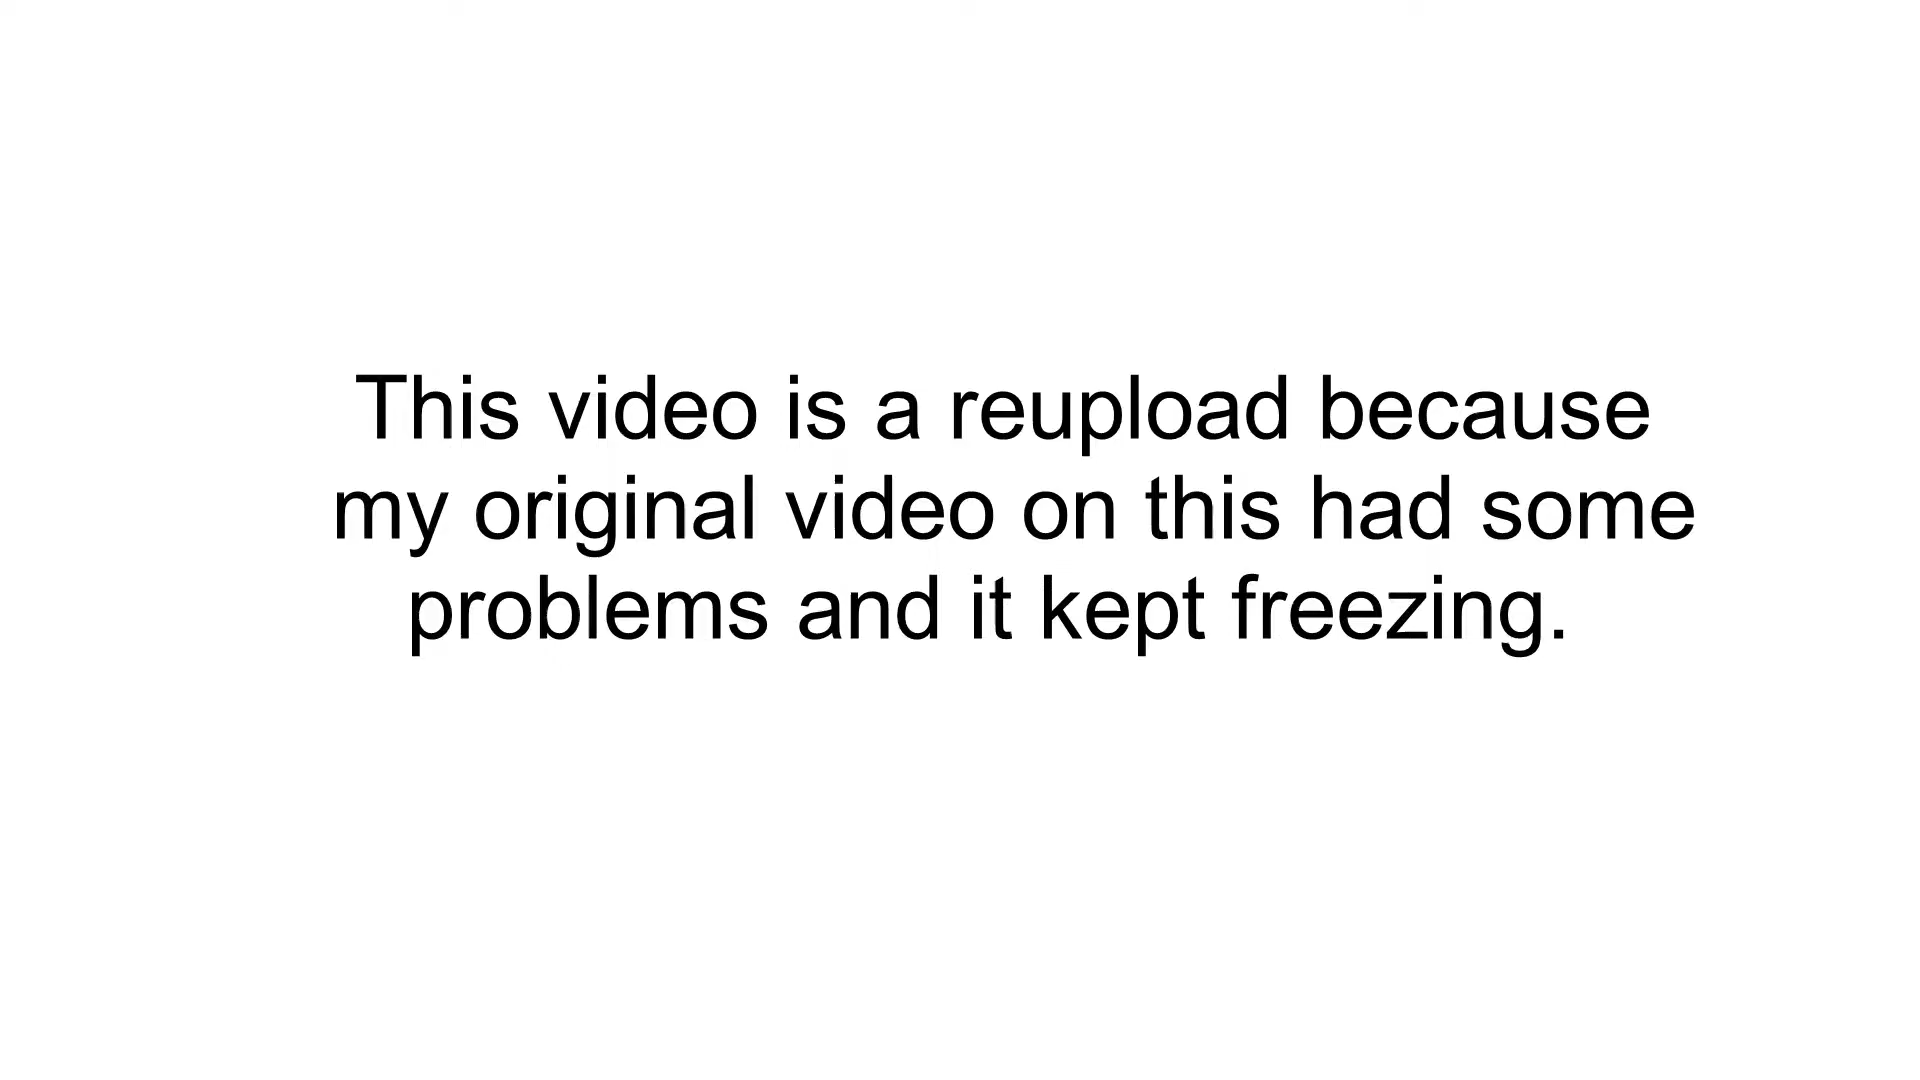 This video is a reupload because
my original video on this had some
problems and it kept freezing.